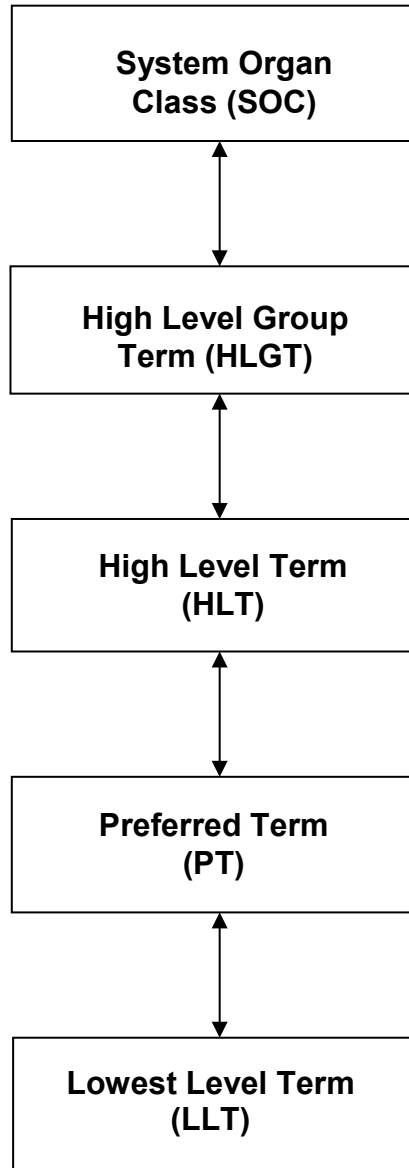 System Organ
Class (SOC)
High Level Group
Term (HLGT)
High Level Term
(HLT)
Preferred Term
(PT)
Lowest Level Term
(LLT)